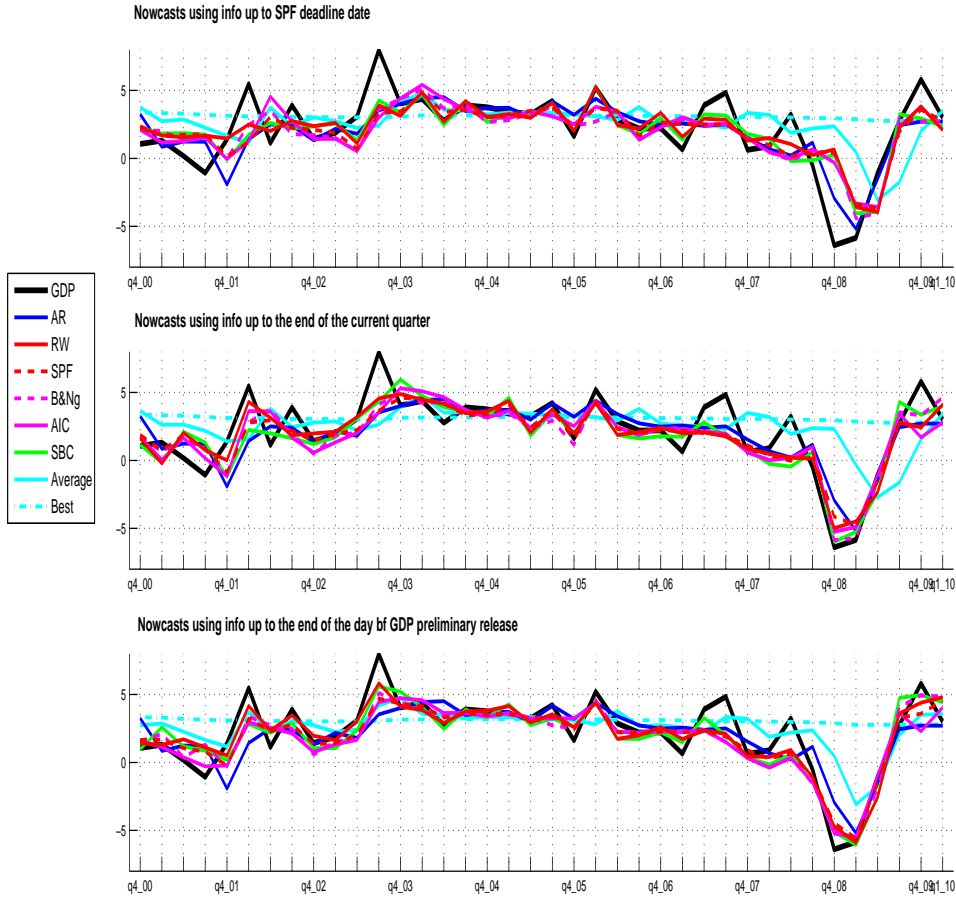 Nowcasts using info up to SPF deadline date
5
0
−5
q4_00 q4_01 q4_02 q4_03 q4_04 q4_05 q4_06 q4_07 q4_08 q4_09 q1_10
GDP
AR
RW
SPF
B&Ng
AIC
SBC
Average
Best
Nowcasts using info up to the end of the current quarter
5
0
−5
q4_00 q4_01 q4_02 q4_03 q4_04 q4_05 q4_06 q4_07 q4_08 q4_09 q1_10
Nowcasts using info up to the end of the day bf GDP preliminary release
5
0
−5
q4_00 q4_01 q4_02 q4_03 q4_04 q4_05 q4_06 q4_07 q4_08 q4_09 q1_10